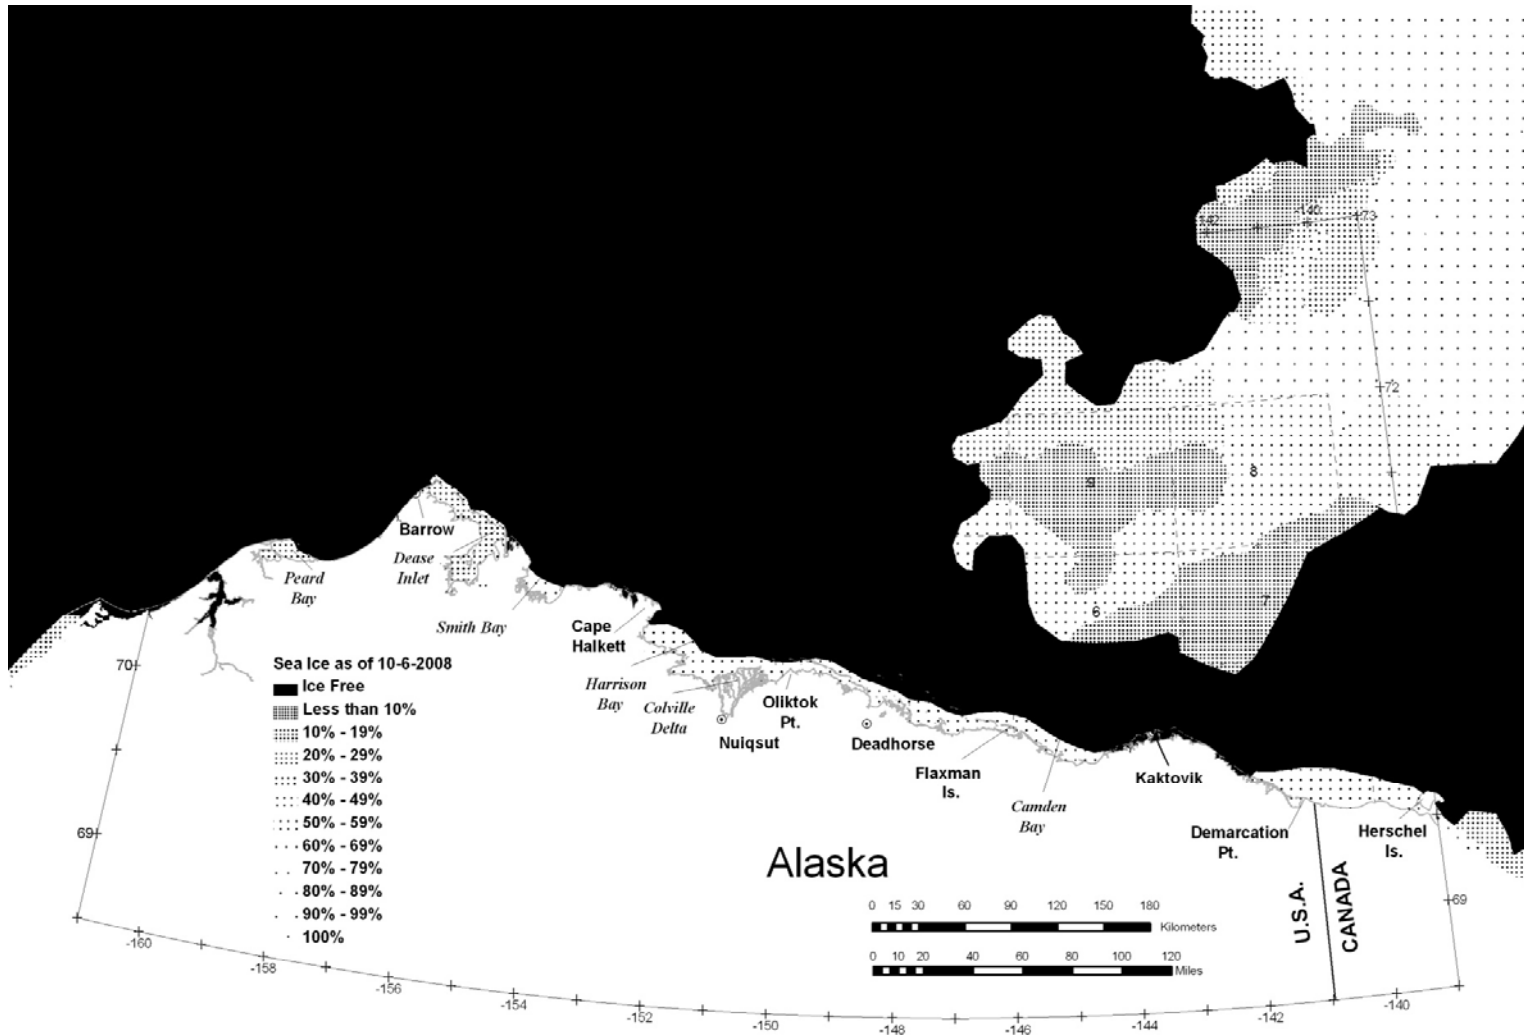 -142
-140
73
72
9
8
6
7
Barrow
Dease
Inlet
Peard
Bay
Smith Bay
Cape
Halkett
Harrison
Bay
Colville
Delta
Nuiqsut
Oliktok
Pt.
Deadhorse
Flaxman
Is.
Camden
Bay
Kaktovik
Demarcation
Pt.
Herschel
Is.
70
69
69
Sea Ice as of 10-6-2008
Ice Free
Less than 10%
10% - 19%
20% - 29%
30% - 39%
40% - 49%
50% - 59%
60% - 69%
70% - 79%
80% - 89%
90% - 99%
100%
Alaska
U.S.A.
CANADA
0 15 30 60 90 120 150 180
Kilometers
0 10 20 40 60 80 100 120
Miles
-160
-158
-156
-154
-152
-150
-148
-146
-144
-142
-140